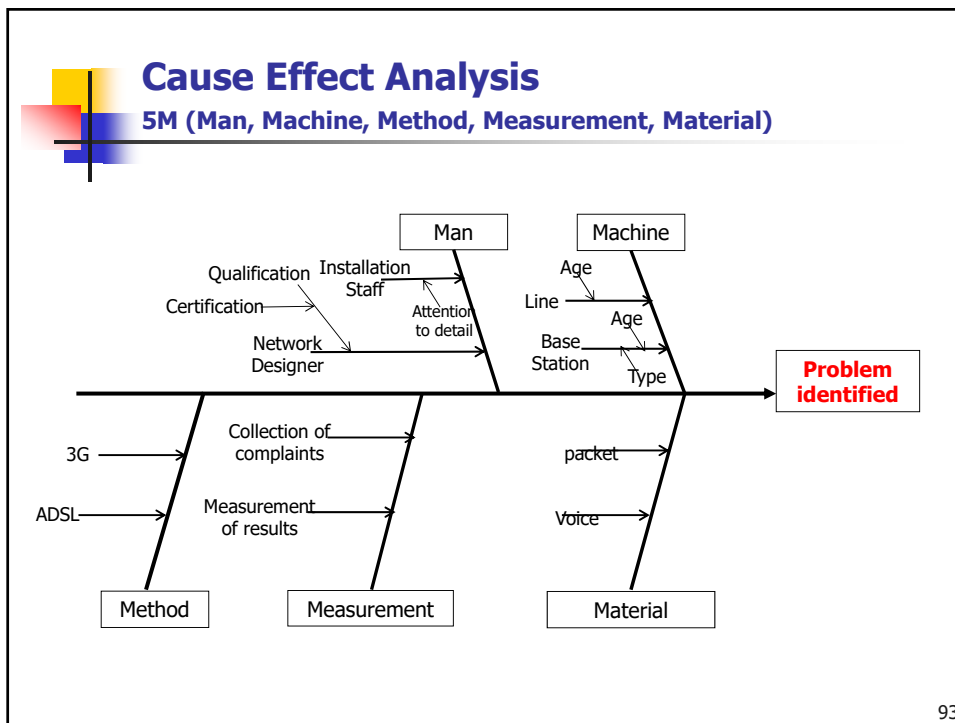 Cause Effect Analysis
5M (Man, Machine, Method, Measurement, Material)
Man
Machine
Qualification
Installation
Staff
Age
Certification
Attention
to detail
Line
Age
Network
Designer
Base
Station
Type
Problem
identified
Collection of
complaints
3G
packet
ADSL
Measurement
of results
Voice
Method
Measurement
Material
93